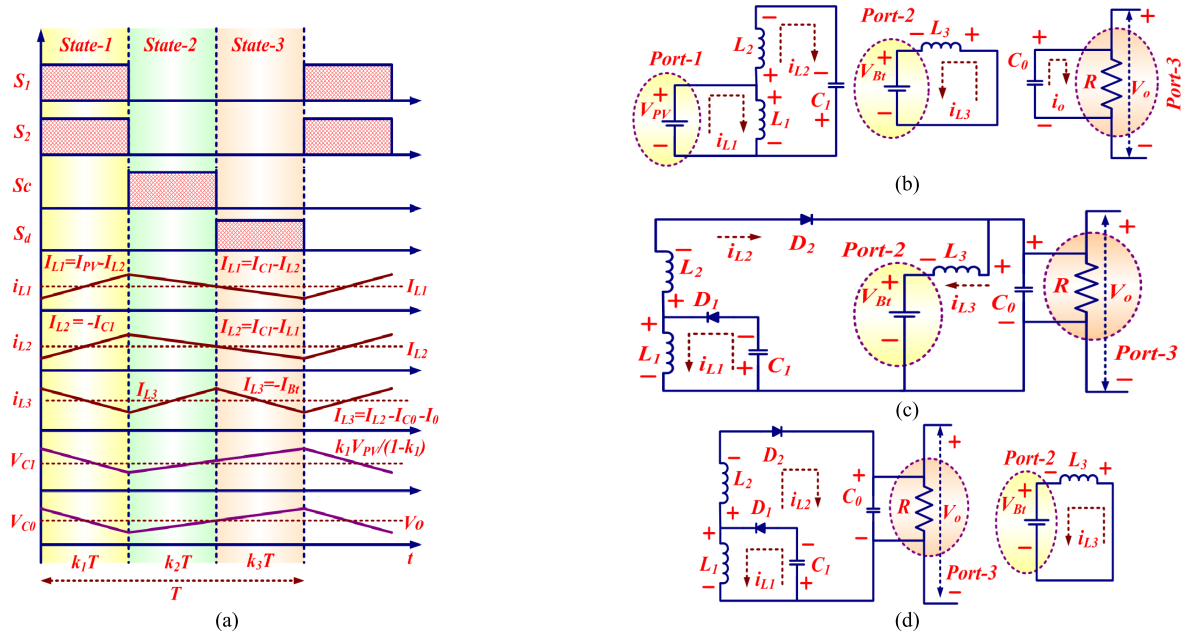 State-1 State-2 State-3
S1
S2
Sc
Sd
IL1=IPV-IL2 IL1=IC1-IL2
iL1 IL1
IL2 = -IC1 IL2=IC1-IL1
iL2 IL2
IL3 IL3=-IBt
iL3
IL3=IL2-IC0-I0
k1VPV/(1-k1)
VC1
VC0 Vo
k1T k2T k3T t
T
(a)
Port-1
VPV
+
−
iL1
+
L1
−
−
L2
+
iL2
−
C1
+
Port-2
+
VBt
−
− L3 +
iL3
+
C0
−
io
R
+
Vo
−
Port-3
(b)
D2
iL2
−
L2
+
D1
+
L1
−
iL1
−
C1
+
Port-2
+
VBt
−
− L3 +
iL3
+
C0
−
R
+
Vo
−
Port-3
(c)
D2
iL2
−
L2
+
D1
+
L1
−
iL1
−
C1
+
+
C0
−
R
+
Vo
−
Port-3
Port-2
+
VBt
−
− L3 +
iL3
(d)